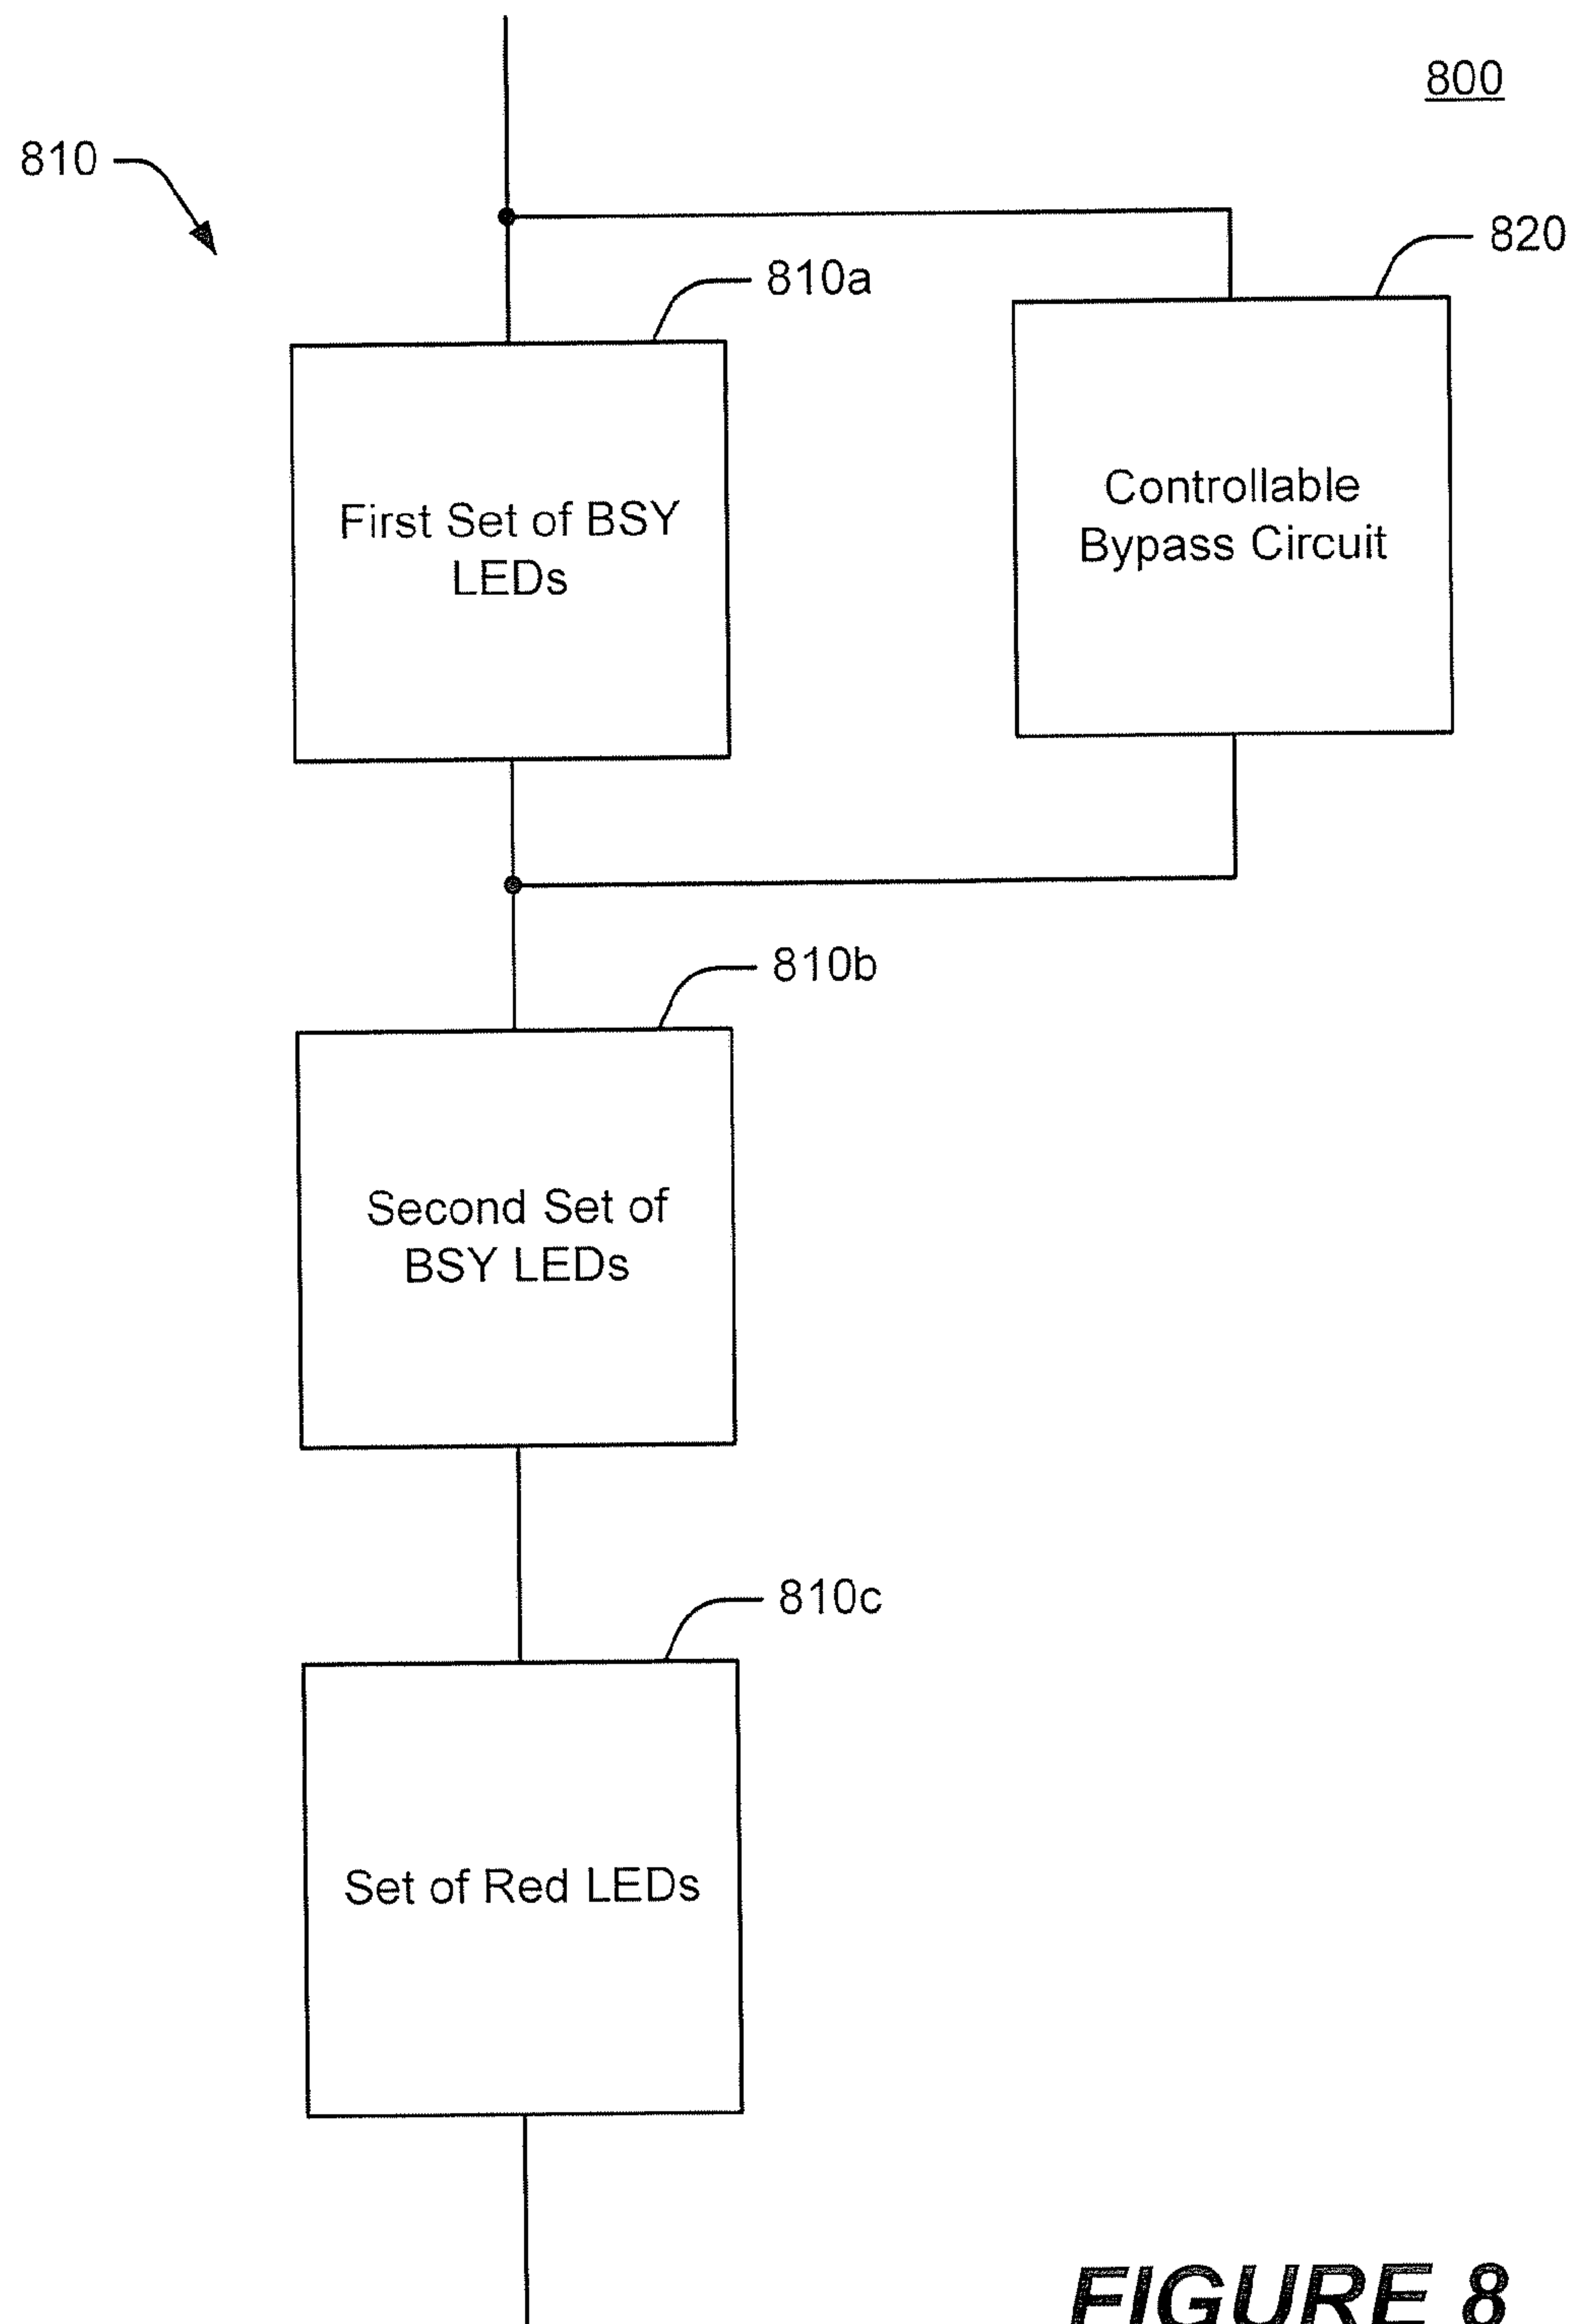 800
810
820
810a
First Set of BSY
LEDs
Controllable
Bypass Circuit
810b
Second Set of
BSY LEDs
810c
Set of Red LEDs
FIGURE 8